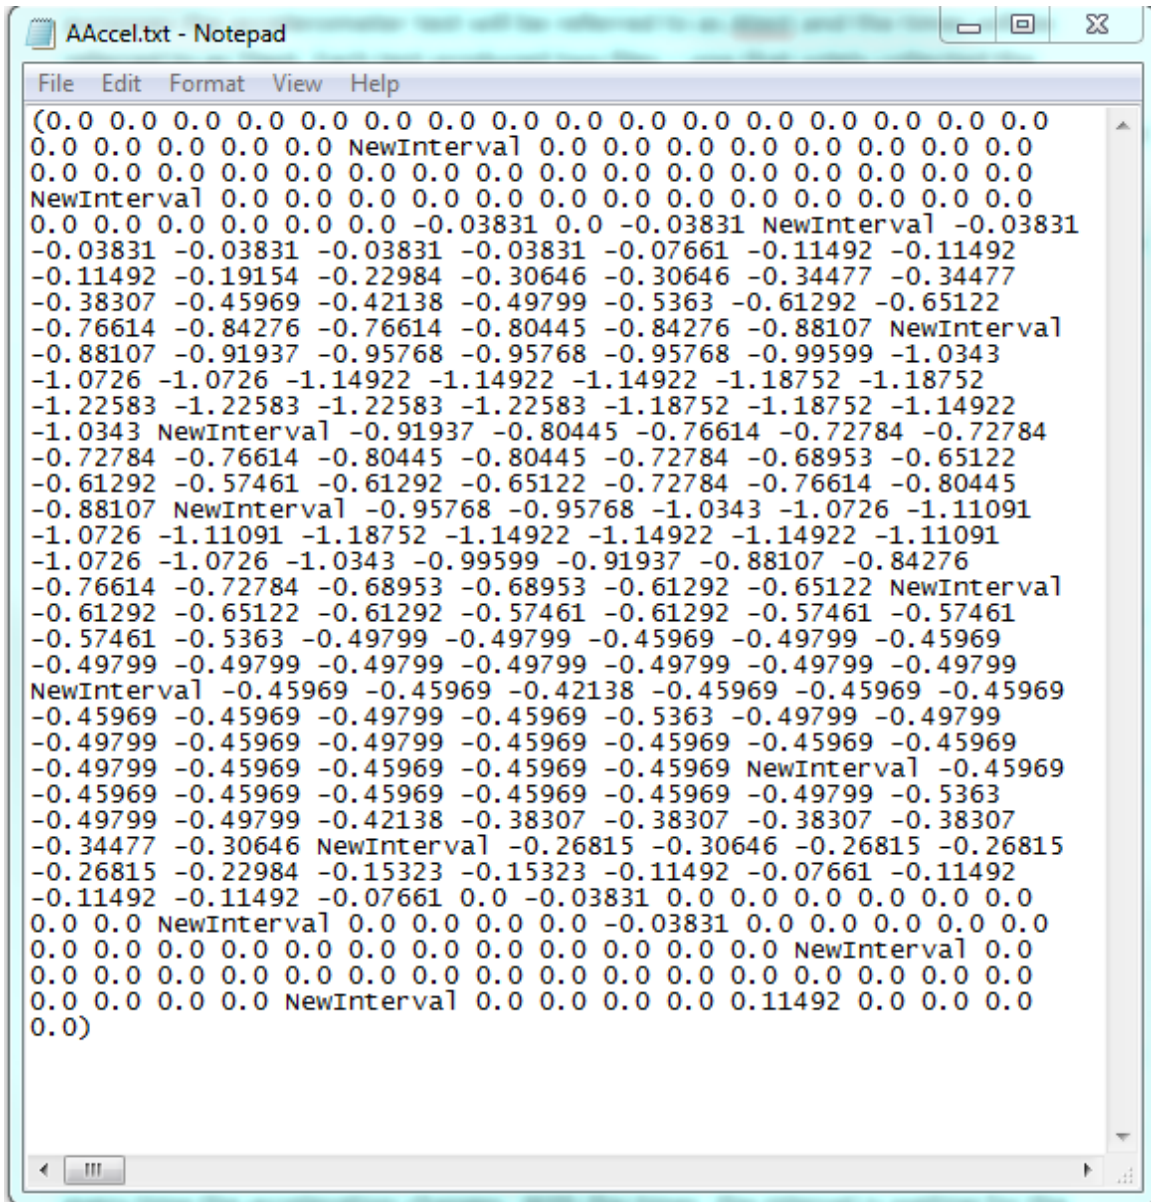 AAccel.txt - Notepad
File Edit Format View Help
(0.0 0.0 0.0 0.0 0.0 0.0 0.0 0.0 0.0 0.0 0.0 0.0 0.0 0.0 0.0 0.0
0.0 0.0 0.0 0.0 0.0 NewInterval 0.0 0.0 0.0 0.0 0.0 0.0 0.0 0.0
0.0 0.0 0.0 0.0 0.0 0.0 0.0 0.0 0.0 0.0 0.0 0.0 0.0 0.0 0.0 0.0
NewInterval 0.0 0.0 0.0 0.0 0.0 0.0 0.0 0.0 0.0 0.0 0.0 0.0 0.0
0.0 0.0 0.0 0.0 0.0 0.0 -0.03831 0.0 -0.03831 NewInterval -0.03831
-0.03831 -0.03831 -0.03831 -0.03831 -0.07661 -0.11492 -0.11492
-0.11492 -0.19154 -0.22984 -0.30646 -0.30646 -0.34477 -0.34477
-0.38307 -0.45969 -0.42138 -0.49799 -0.5363 -0.61292 -0.65122
-0.76614 -0.84276 -0.76614 -0.80445 -0.84276 -0.88107 NewInterval
-0.88107 -0.91937 -0.95768 -0.95768 -0.95768 -0.99599 -1.0343
-1.0726 -1.0726 -1.14922 -1.14922 -1.14922 -1.18752 -1.18752
-1.22583 -1.22583 -1.22583 -1.22583 -1.18752 -1.18752 -1.14922
-1.0343 NewInterval -0.91937 -0.80445 -0.76614 -0.72784 -0.72784
-0.72784 -0.76614 -0.80445 -0.80445 -0.72784 -0.68953 -0.65122
-0.61292 -0.57461 -0.61292 -0.65122 -0.72784 -0.76614 -0.80445
-0.88107 NewInterval -0.95768 -0.95768 -1.0343 -1.0726 -1.11091
-1.0726 -1.11091 -1.18752 -1.14922 -1.14922 -1.14922 -1.11091
-1.0726 -1.0726 -1.0343 -0.99599 -0.91937 -0.88107 -0.84276
-0.76614 -0.72784 -0.68953 -0.68953 -0.61292 -0.65122 NewInterval
-0.61292 -0.65122 -0.61292 -0.57461 -0.61292 -0.57461 -0.57461
-0.57461 -0.5363 -0.49799 -0.49799 -0.45969 -0.49799 -0.45969
-0.49799 -0.49799 -0.49799 -0.49799 -0.49799 -0.49799 -0.49799
NewInterval -0.45969 -0.45969 -0.42138 -0.45969 -0.45969 -0.45969
-0.45969 -0.45969 -0.49799 -0.45969 -0.5363 -0.49799 -0.49799
-0.49799 -0.45969 -0.49799 -0.45969 -0.45969 -0.45969 -0.45969
-0.49799 -0.45969 -0.45969 -0.45969 -0.45969 NewInterval -0.45969
-0.45969 -0.45969 -0.45969 -0.45969 -0.45969 -0.49799 -0.5363
-0.49799 -0.49799 -0.42138 -0.38307 -0.38307 -0.38307 -0.38307
-0.34477 -0.30646 NewInterval -0.26815 -0.30646 -0.26815 -0.26815
-0.26815 -0.22984 -0.15323 -0.15323 -0.11492 -0.07661 -0.11492
-0.11492 -0.11492 -0.07661 0.0 -0.03831 0.0 0.0 0.0 0.0 0.0 0.0
0.0 0.0 NewInterval 0.0 0.0 0.0 0.0 -0.03831 0.0 0.0 0.0 0.0 0.0
0.0 0.0 0.0 0.0 0.0 0.0 0.0 0.0 0.0 0.0 0.0 0.0 NewInterval 0.0
0.0 0.0 0.0 0.0 0.0 0.0 0.0 0.0 0.0 0.0 0.0 0.0 0.0 0.0 0.0 0.0
0.0 0.0 0.0 0.0 NewInterval 0.0 0.0 0.0 0.0 0.11492 0.0 0.0 0.0
0.0)